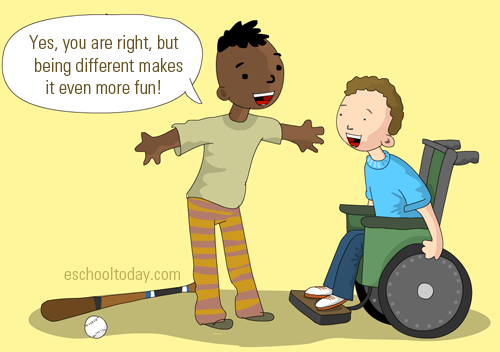 Yes, you are right, but
being different makes
it even more fun!
eschooltoday.com